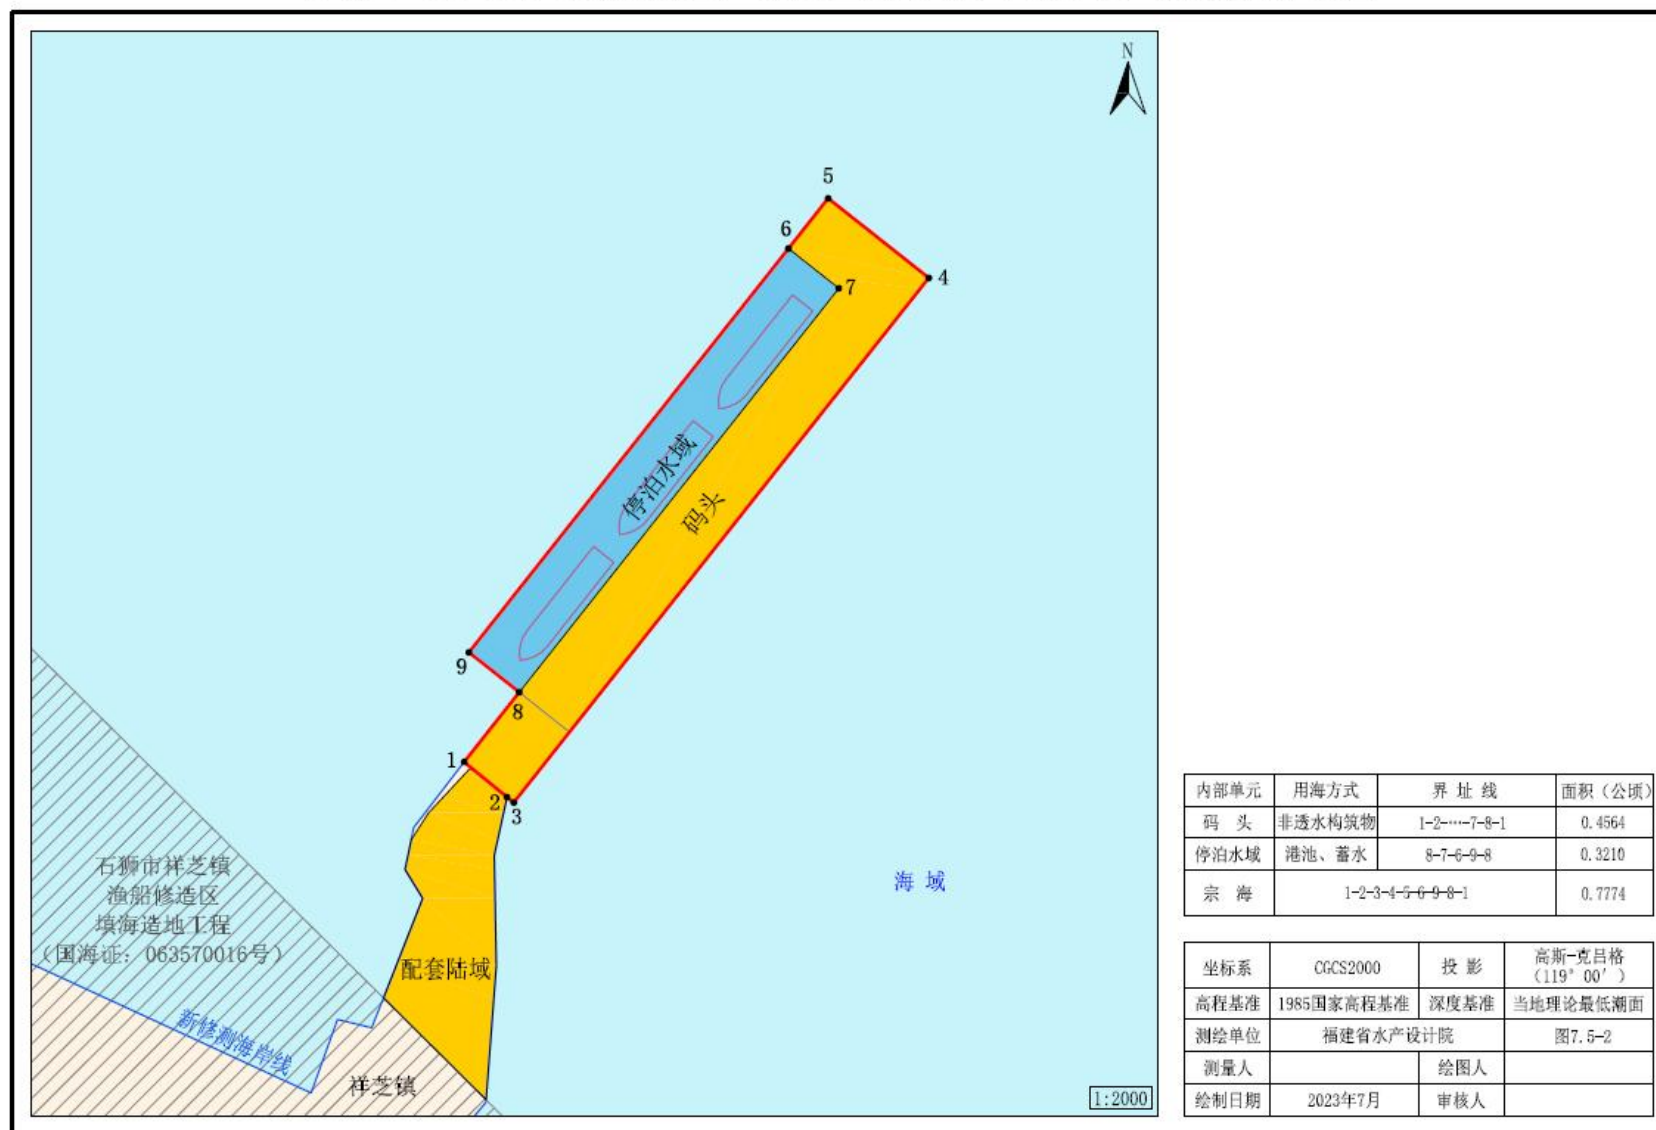 N
5
6
7
4
停泊水域
码头
9
8
1
2
3
石狮市祥芝镇
渔船修造区
填海造地工程
(国海证：063570016号)
海 域
配套陆域
新修测海岸线
祥芝镇
1:2000
内部单元 用海方式 界 址 线 面积（公顷）
码 头 非透水构筑物 1-2-…-7-8-1 0.4564
停泊水域 港池、蓄水 8-7-6-9-8 0.3210
宗 海 1-2-3-4-5-6-9-8-1 0.7774
坐标系 CGCS2000 投 影 高斯-克吕格
（119° 00′）
高程基准 1985国家高程基准 深度基准 当地理论最低潮面
测绘单位 福建省水产设计院 图7.5-2
测量人 绘图人
绘制日期 2023年7月 审核人